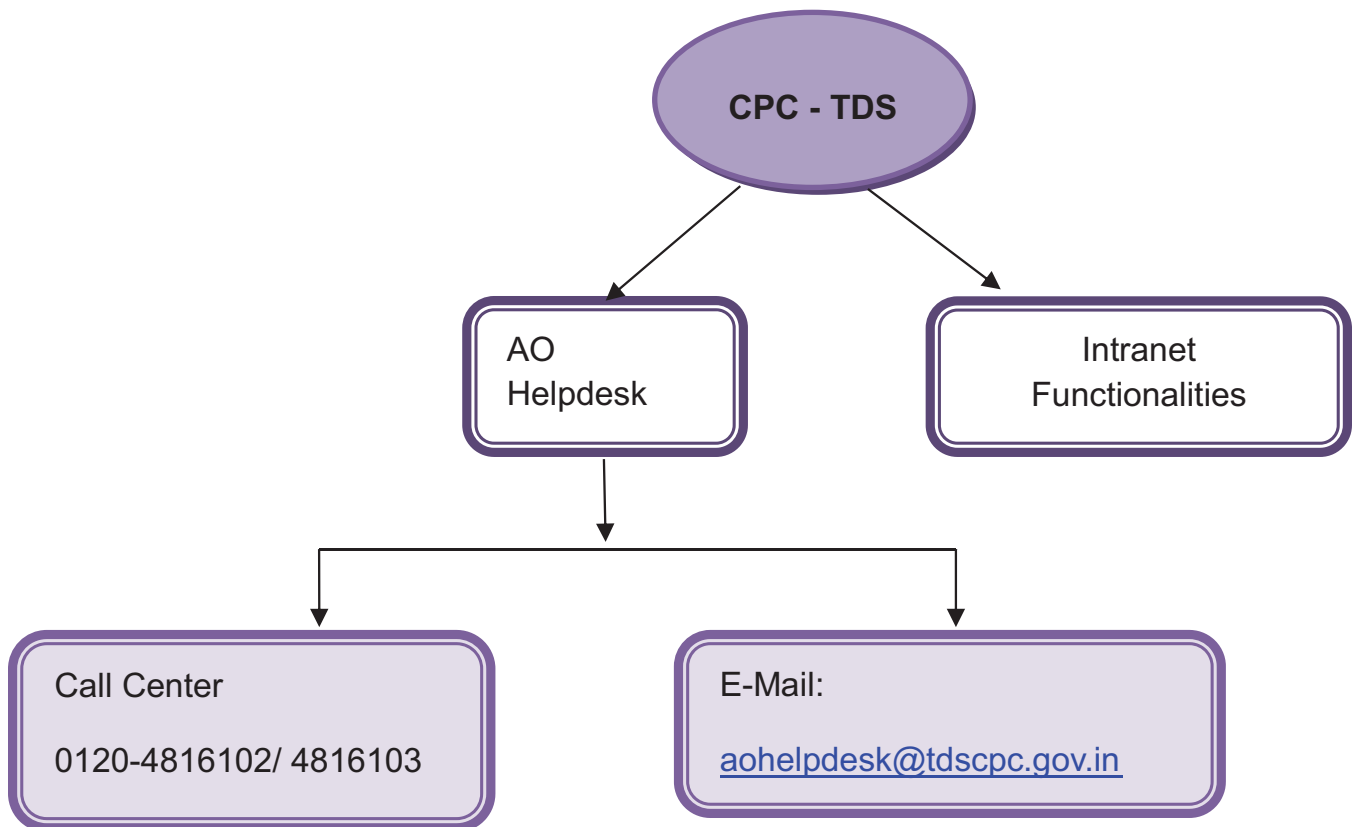 CPC - TDS
AO
Helpdesk
Intranet
Functionalities
Call Center
0120-4816102/ 4816103
E-Mail:
aohelpdesk@tdscpc.gov.in